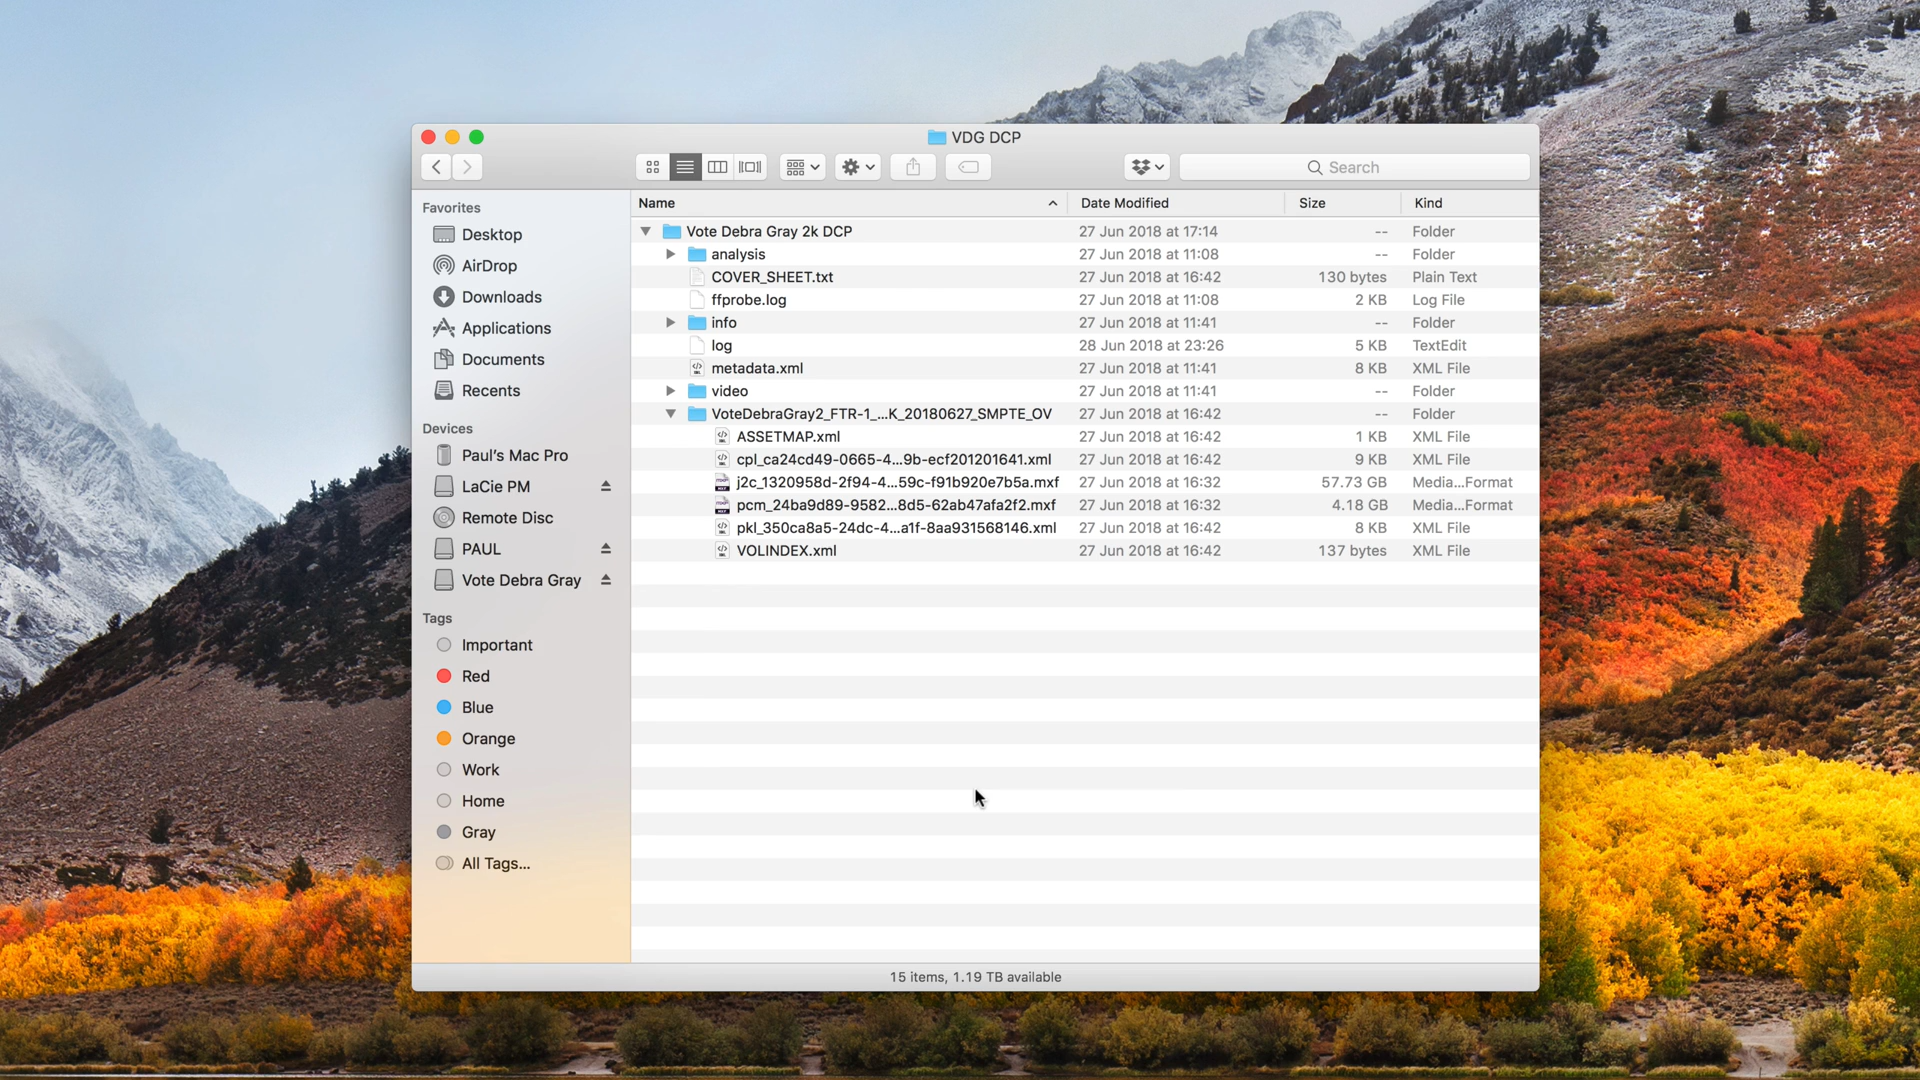 VDG DCP
Search
Favorites
Desktop
AirDrop
Downloads
Applications
Documents
Recents
Devices
Paul's Mac Pro
LaCie PM
Remote Disc
PAUL
Vote Debra Gray
Tags
Important
Red
Blue
Orange
Work
Home
Gray
All Tags...
Name Date Modified Size Kind
Vote Debra Gray 2k DCP 27 Jun 2018 at 17:14 -- Folder
analysis 27 Jun 2018 at 11:08 -- Folder
COVER_SHEET.txt 27 Jun 2018 at 16:42 130 bytes Plain Text
ffprobe.log 27 Jun 2018 at 11:08 2 KB Log File
info 27 Jun 2018 at 11:41 -- Folder
log 28 Jun 2018 at 23:26 5 KB TextEdit
metadata.xml 27 Jun 2018 at 11:41 8 KB XML File
video 27 Jun 2018 at 11:41 -- Folder
VoteDebraGray2_FTR-1_...K_20180627_SMPTE_OV 27 Jun 2018 at 16:42 -- Folder
ASSETMAP.xml 27 Jun 2018 at 16:42 1 KB XML File
cpl_ca24cd49-0665-4...9b-ecf201201641.xml 27 Jun 2018 at 16:42 9 KB XML File
j2c_1320958d-2f94-4...59c-f91b920e7b5a.mxf 27 Jun 2018 at 16:32 57.73 GB Media...Format
pcm_24ba9d89-9582...8d5-62ab47afa2f2.mxf 27 Jun 2018 at 16:32 4.18 GB Media...Format
pkl_350ca8a5-24dc-4...a1f-8aa931568146.xml 27 Jun 2018 at 16:42 8 KB XML File
VOLINDEX.xml 27 Jun 2018 at 16:42 137 bytes XML File
15 items, 1.19 TB available